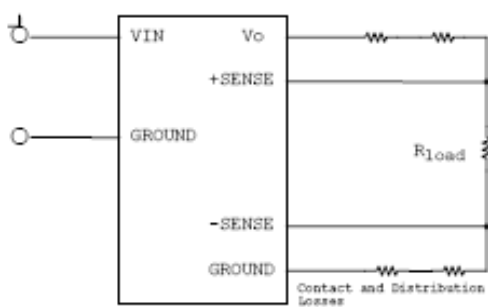 VIN
Vo
+SENSE
GROUND
Rload
-SENSE
GROUND
Contact and Distribution
Losses